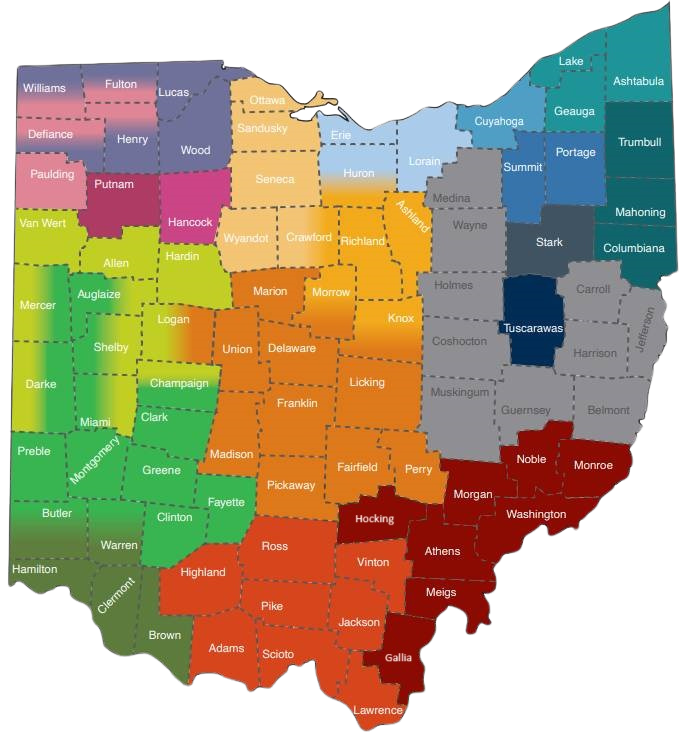 Lake
Williams
Fulton
Lucas
Ashtabula
Ottawa
Geauga
Cuyahoga
Sandusky
Defiance
Erie
Henry
Trumbull
Wood
Portage
Lorain
Summit
Huron
Paulding
Seneca
Putnam
Medina
Mahoning
Ashland
Van Wert
Hancock
Wayne
Wyandot
Crawford
Richland
Stark
Columbiana
Hardin
Allen
Holmes
Carroll
Marion
Morrow
Auglaize
Mercer
Knox
Logan
Jefferson
Tuscarawas
Coshocton
Shelby
Union
Delaware
Harrison
Darke
Champaign
Licking
Muskingum
Franklin
Guernsey
Belmont
Clark
Miami
Preble
Madison
Noble
Monroe
Montgomery
Greene
Fairfield
Perry
Pickaway
Morgan
Fayette
Butler
Clinton
Washington
Hocking
Warren
Ross
Athens
Vinton
Hamilton
Highland
Meigs
Clermont
Pike
Jackson
Brown
Adams
Scioto
Gallia
Lawrence